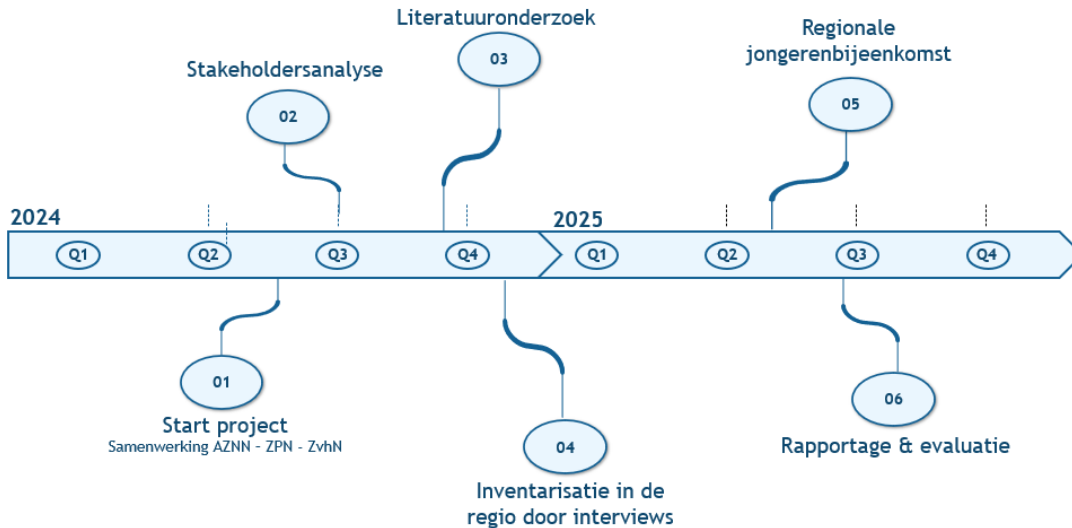 Literatuuronderzoek
03
Stakeholdersanalyse
02
Regionale
jongerenbijeenkomst
05
2024
2025
Q1
Q2
Q3
Q4
Q1
Q2
Q3
Q4
01
Start project
Samenwerking AZNN – ZPN - ZvhN
04
Inventarisatie in de
regio door interviews
06
Rapportage & evaluatie